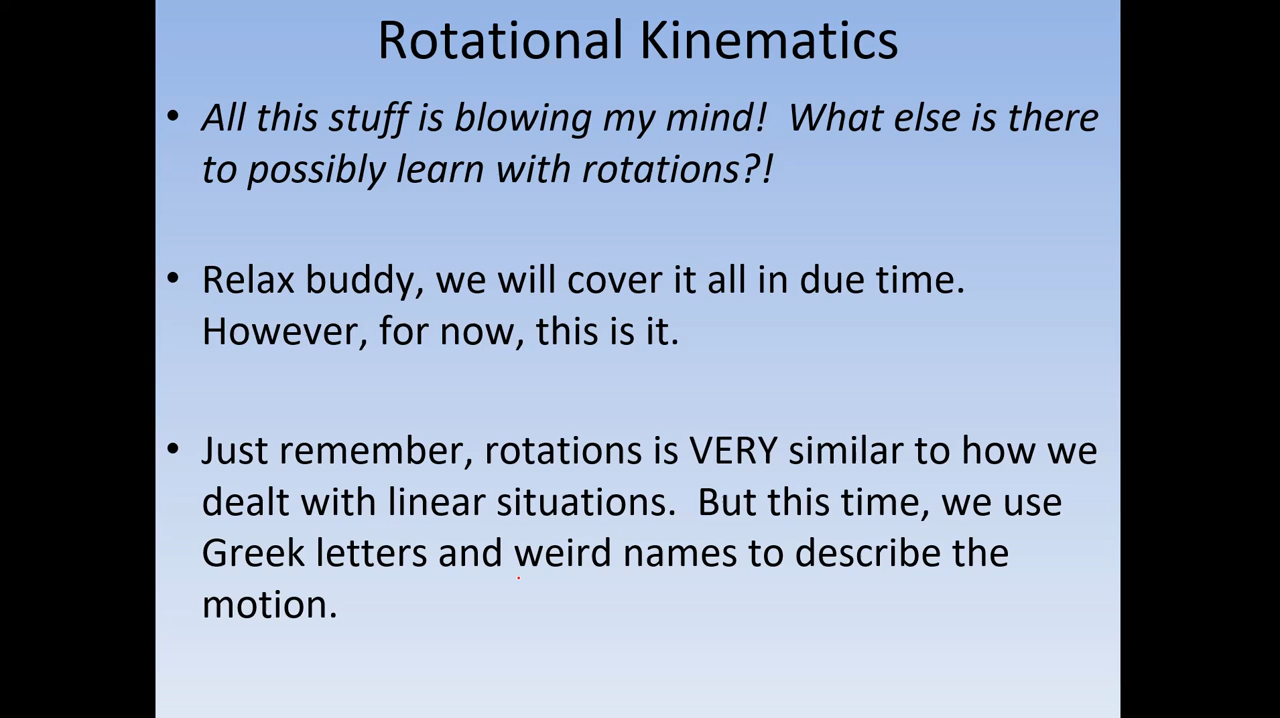 Rotational Kinematics
• All this stuff is blowing my mind!  What else is there
to possibly learn with rotations?!
• Relax buddy, we will cover it all in due time.
However, for now, this is it.
• Just remember, rotations is VERY similar to how we
dealt with linear situations.  But this time, we use
Greek letters and weird names to describe the
motion.